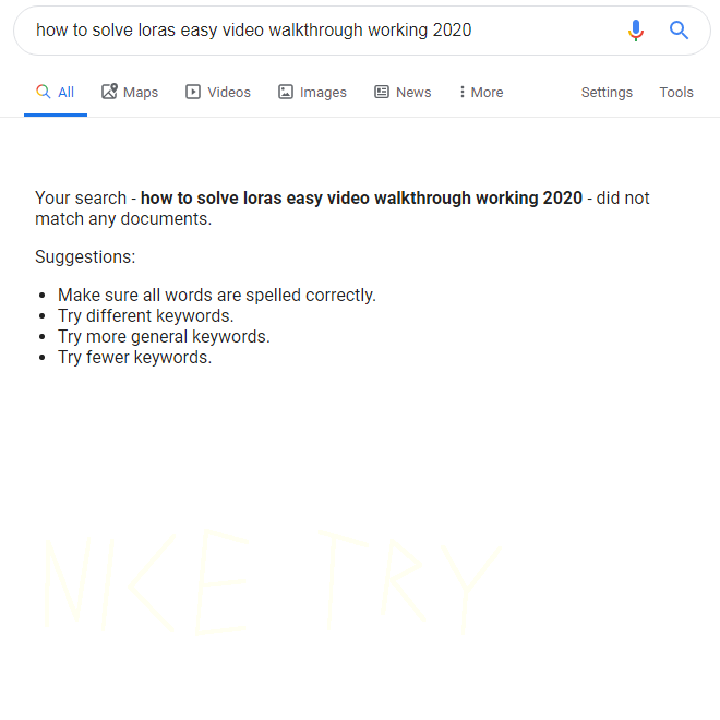 how to solve loras easy video walkthrough working 2020
All Maps Videos Images News More Settings Tools
Your search - how to solve loras easy video walkthrough working 2020 - did not
match any documents.
Suggestions:
Make sure all words are spelled correctly.
Try different keywords.
Try more general keywords.
Try fewer keywords.
NICE TRY